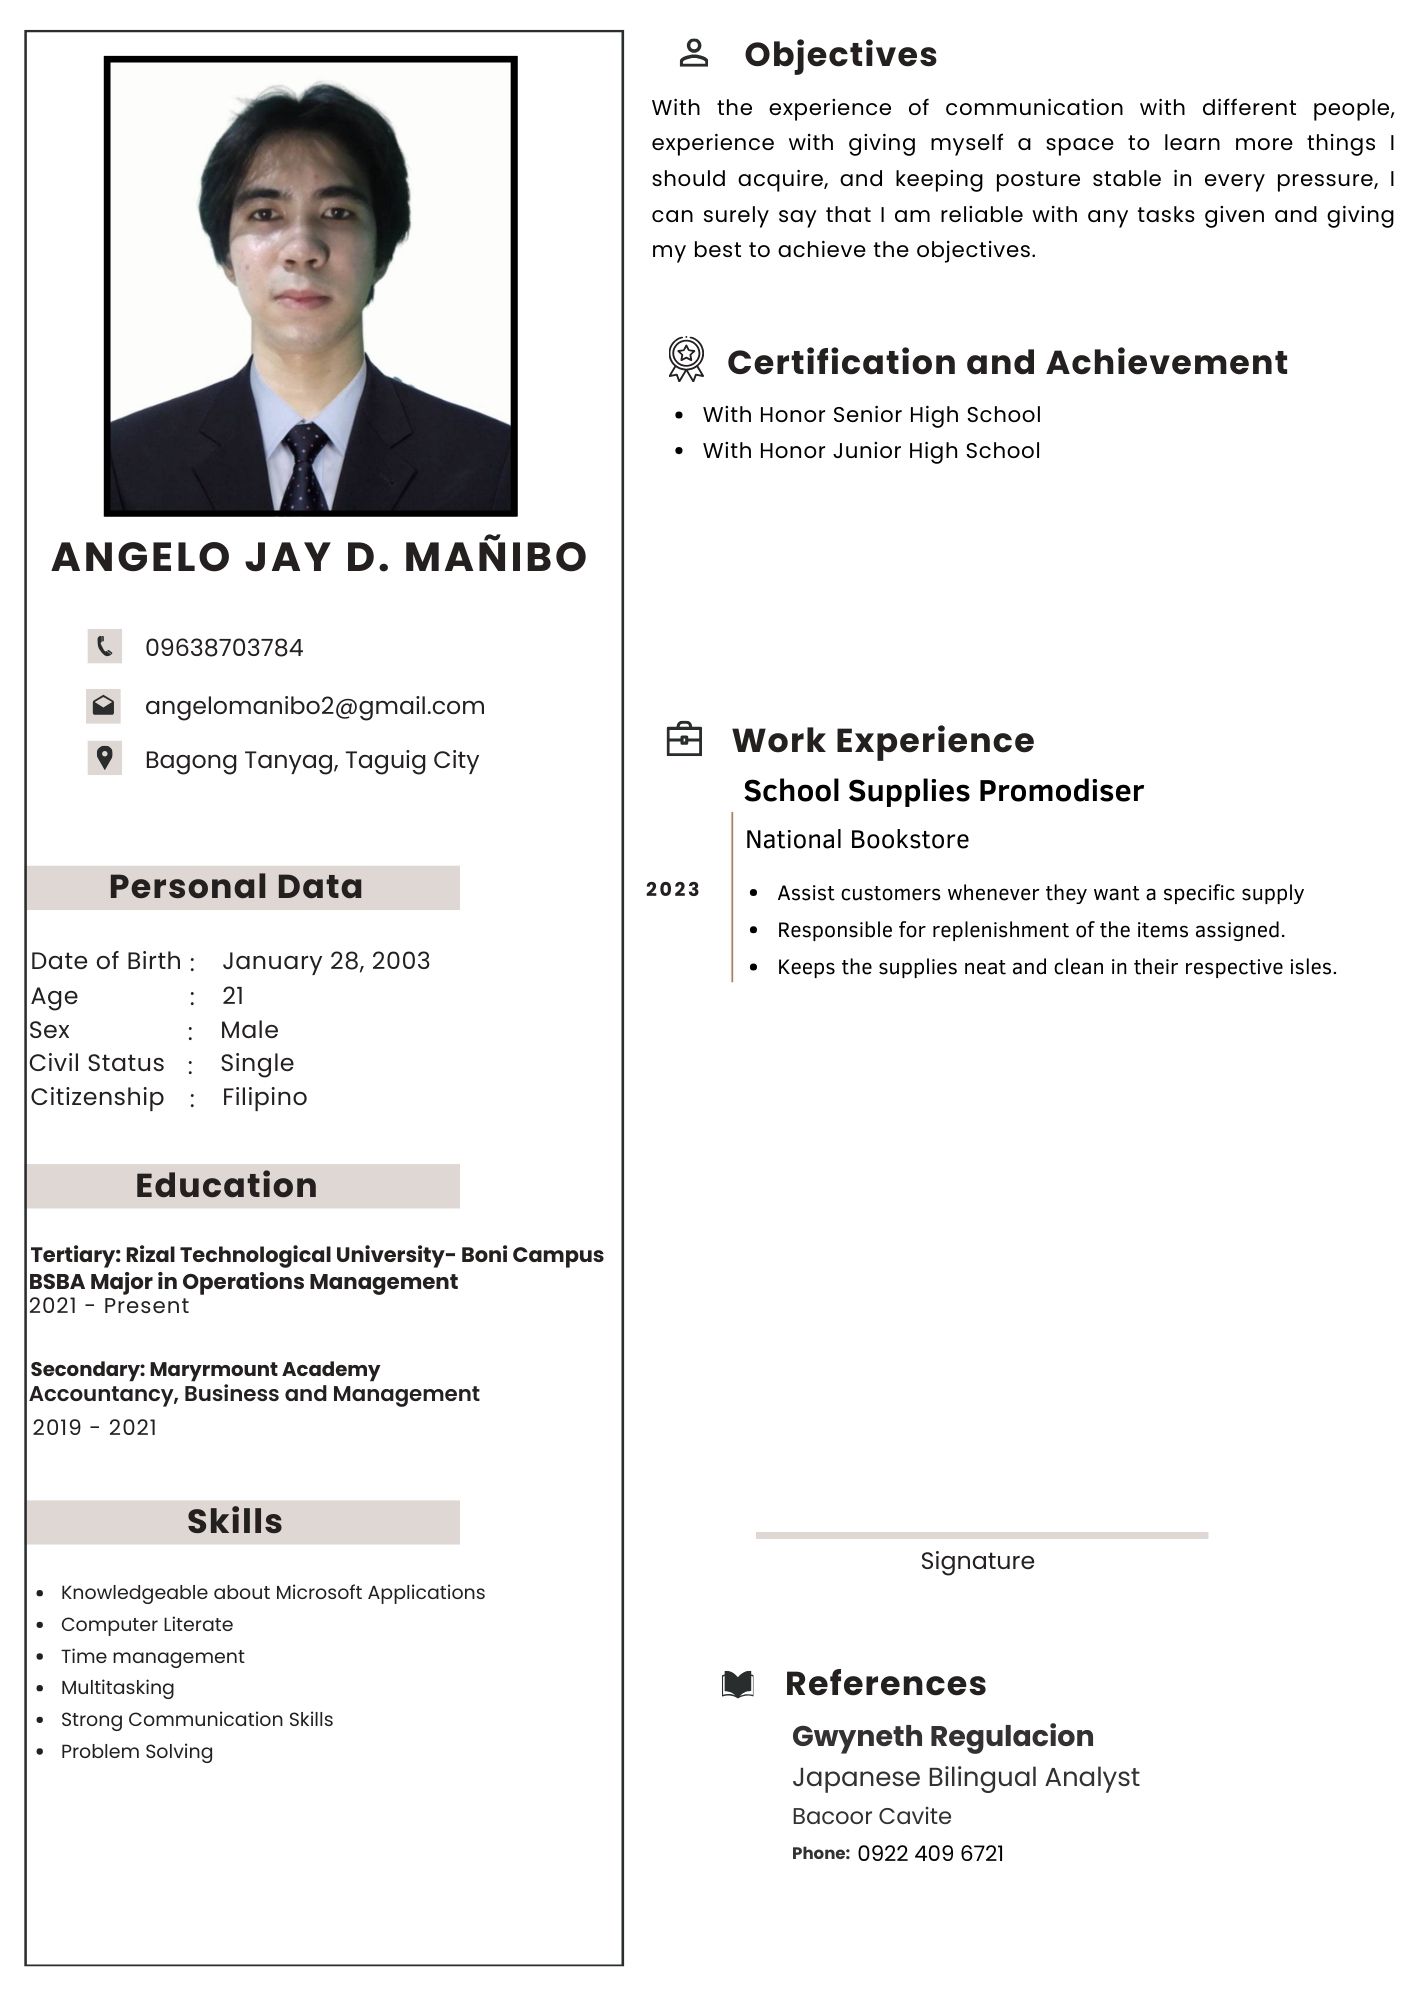 ANGELO JAY D. MAÑIBO
09638703784
angelomanibo2@gmail.com
Bagong Tanyag, Taguig City
Personal Data
Date of Birth : January 28, 2003
Age : 21
Sex : Male
Civil Status : Single
Citizenship : Filipino
Education
Tertiary: Rizal Technological University- Boni Campus
BSBA Major in Operations Management
2021 - Present
Secondary: Maryrmount Academy
Accountancy, Business and Management
2019 - 2021
Skills
• Knowledgeable about Microsoft Applications
• Computer Literate
• Time management
• Multitasking
• Strong Communication Skills
• Problem Solving
Objectives
With the experience of communication with different people,
experience with giving myself a space to learn more things I
should acquire, and keeping posture stable in every pressure, I
can surely say that I am reliable with any tasks given and giving
my best to achieve the objectives.
Certification and Achievement
• With Honor Senior High School
• With Honor Junior High School
Work Experience
School Supplies Promodiser
National Bookstore
2023
• Assist customers whenever they want a specific supply
• Responsible for replenishment of the items assigned.
• Keeps the supplies neat and clean in their respective isles.
Signature
References
Gwyneth Regulacion
Japanese Bilingual Analyst
Bacoor Cavite
Phone: 0922 409 6721